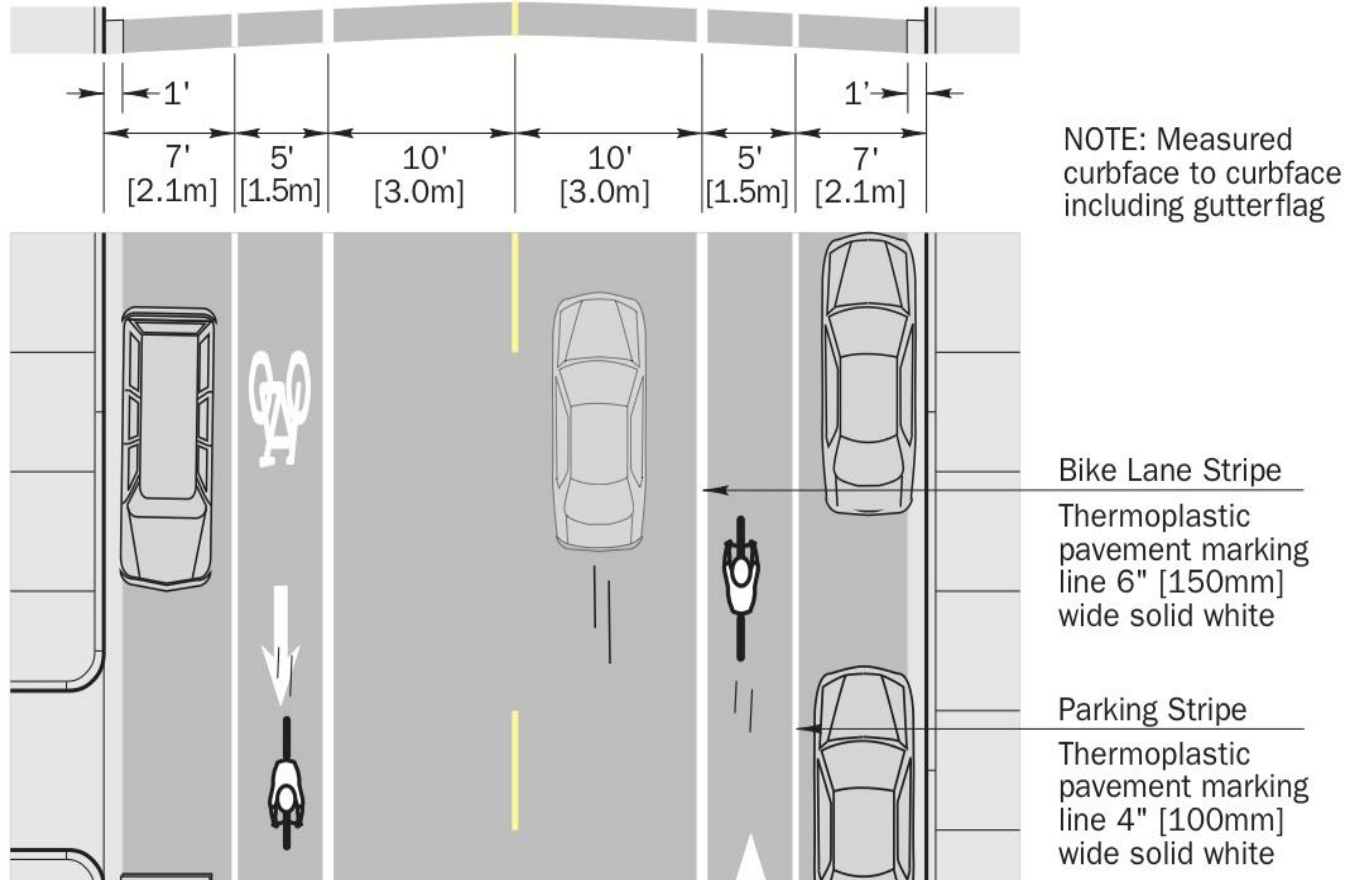 1'
1'
7'
[2.1m]
5'
[1.5m]
10'
[3.0m]
10'
[3.0m]
5'
[1.5m]
7'
[2.1m]
NOTE: Measured
curbface to curbface
including gutterflag
Bike Lane Stripe
Thermoplastic
pavement marking
line 6" [150mm]
wide solid white
Parking Stripe
Thermoplastic
pavement marking
line 4" [100mm]
wide solid white